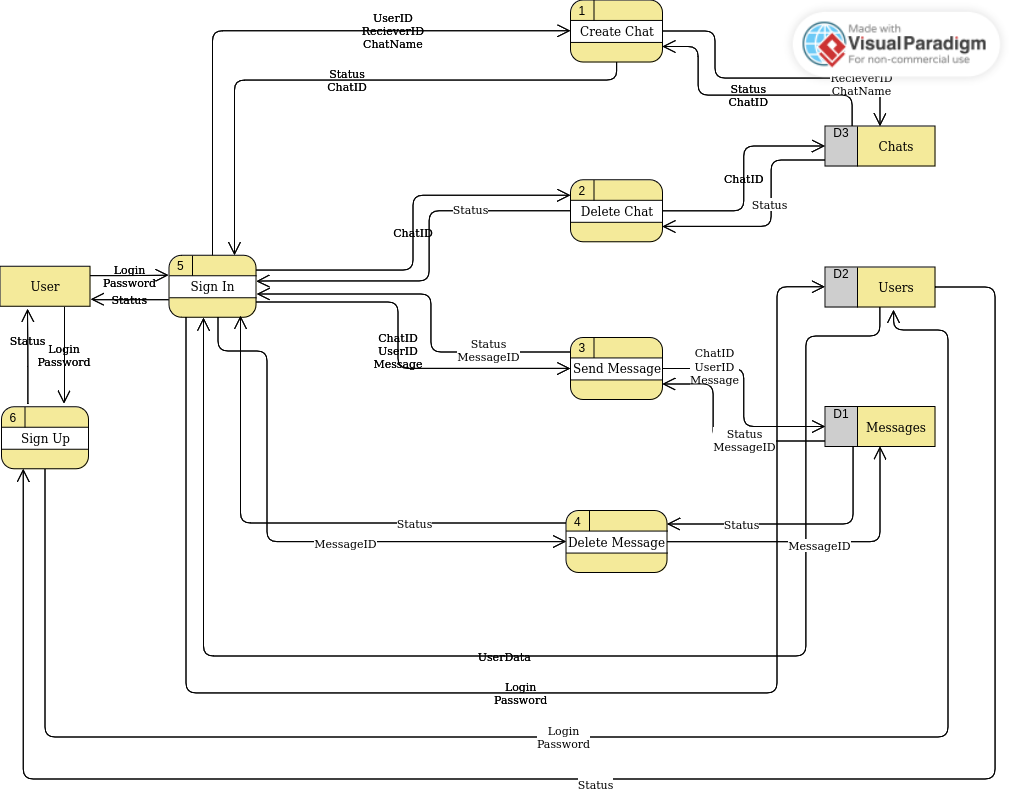 UserID
RecieverID
ChatName
1
Create Chat
Made with
Visual Paradigm
For non-commercial use
Status
ChatID
RecieverID
ChatName
Status
ChatID
D3
Chats
2
Delete Chat
ChatID
Status
Status
ChatID
5
Sign In
User
Login
Password
Status
D2
Users
Status
Login
Password
ChatID
UserID
Message
Status
MessageID
3
Send Message
ChatID
UserID
Message
D1
Messages
Status
MessageID
6
Sign Up
4
Delete Message
Status
MessageID
Status
MessageID
UserData
Login
Password
Login
Password
Status